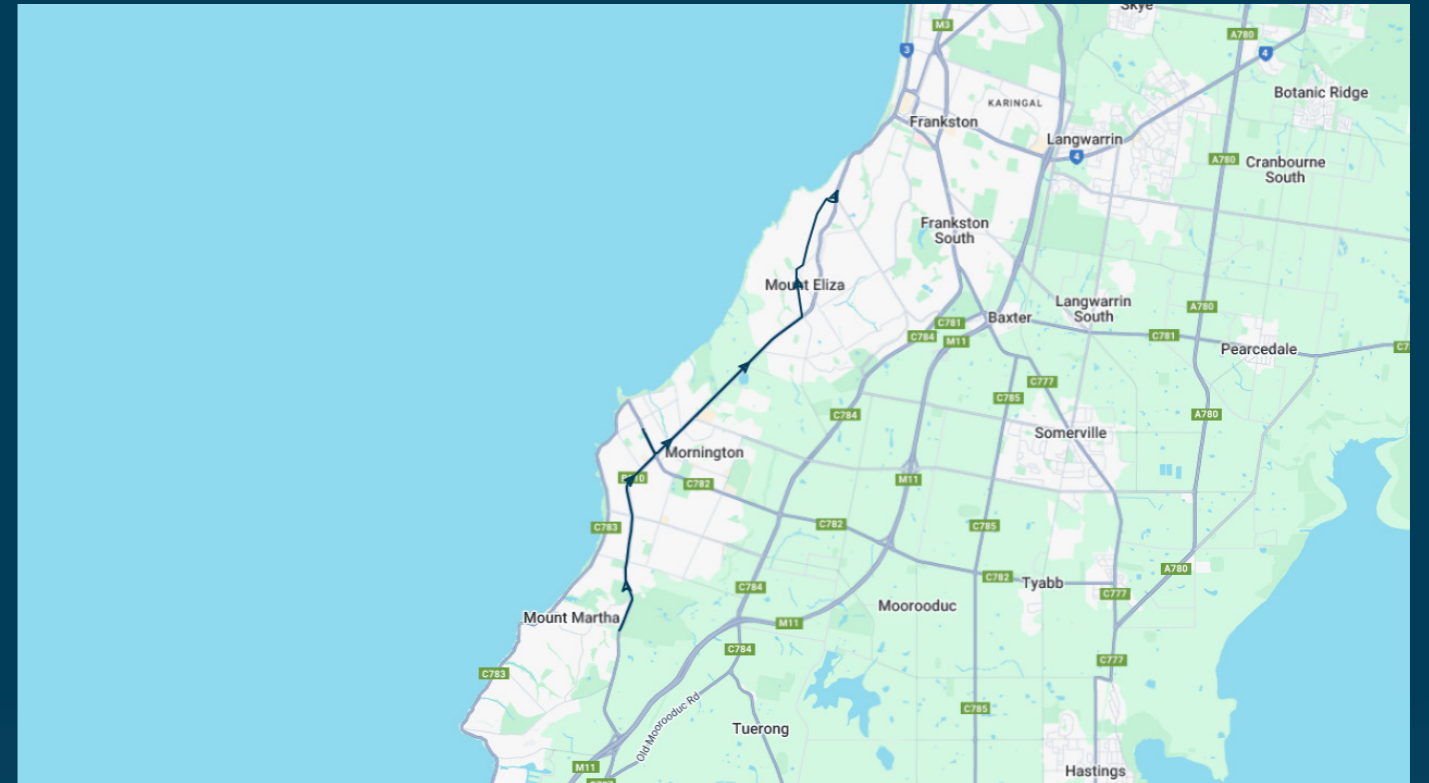 Skye
M3
A780
3
4
Botanic Ridge
KARINGAL
Frankston
Langwarrin
4
A780
Cranbourne
South
Frankston
South
Mount Eliza
Langwarrin
South
A780
Baxter
C781
C784
M11
C781
Pearcedale
C777
C785
C784
A780
Somerville
Mornington
C782
M11
C783
C782
C785
A780
C782
Tyabb
C784
C777
Moorooduc
Mount Martha
M11
C784
C777
C783
Old Moorooduc Rd
C785
Tuerong
M11
Hastings